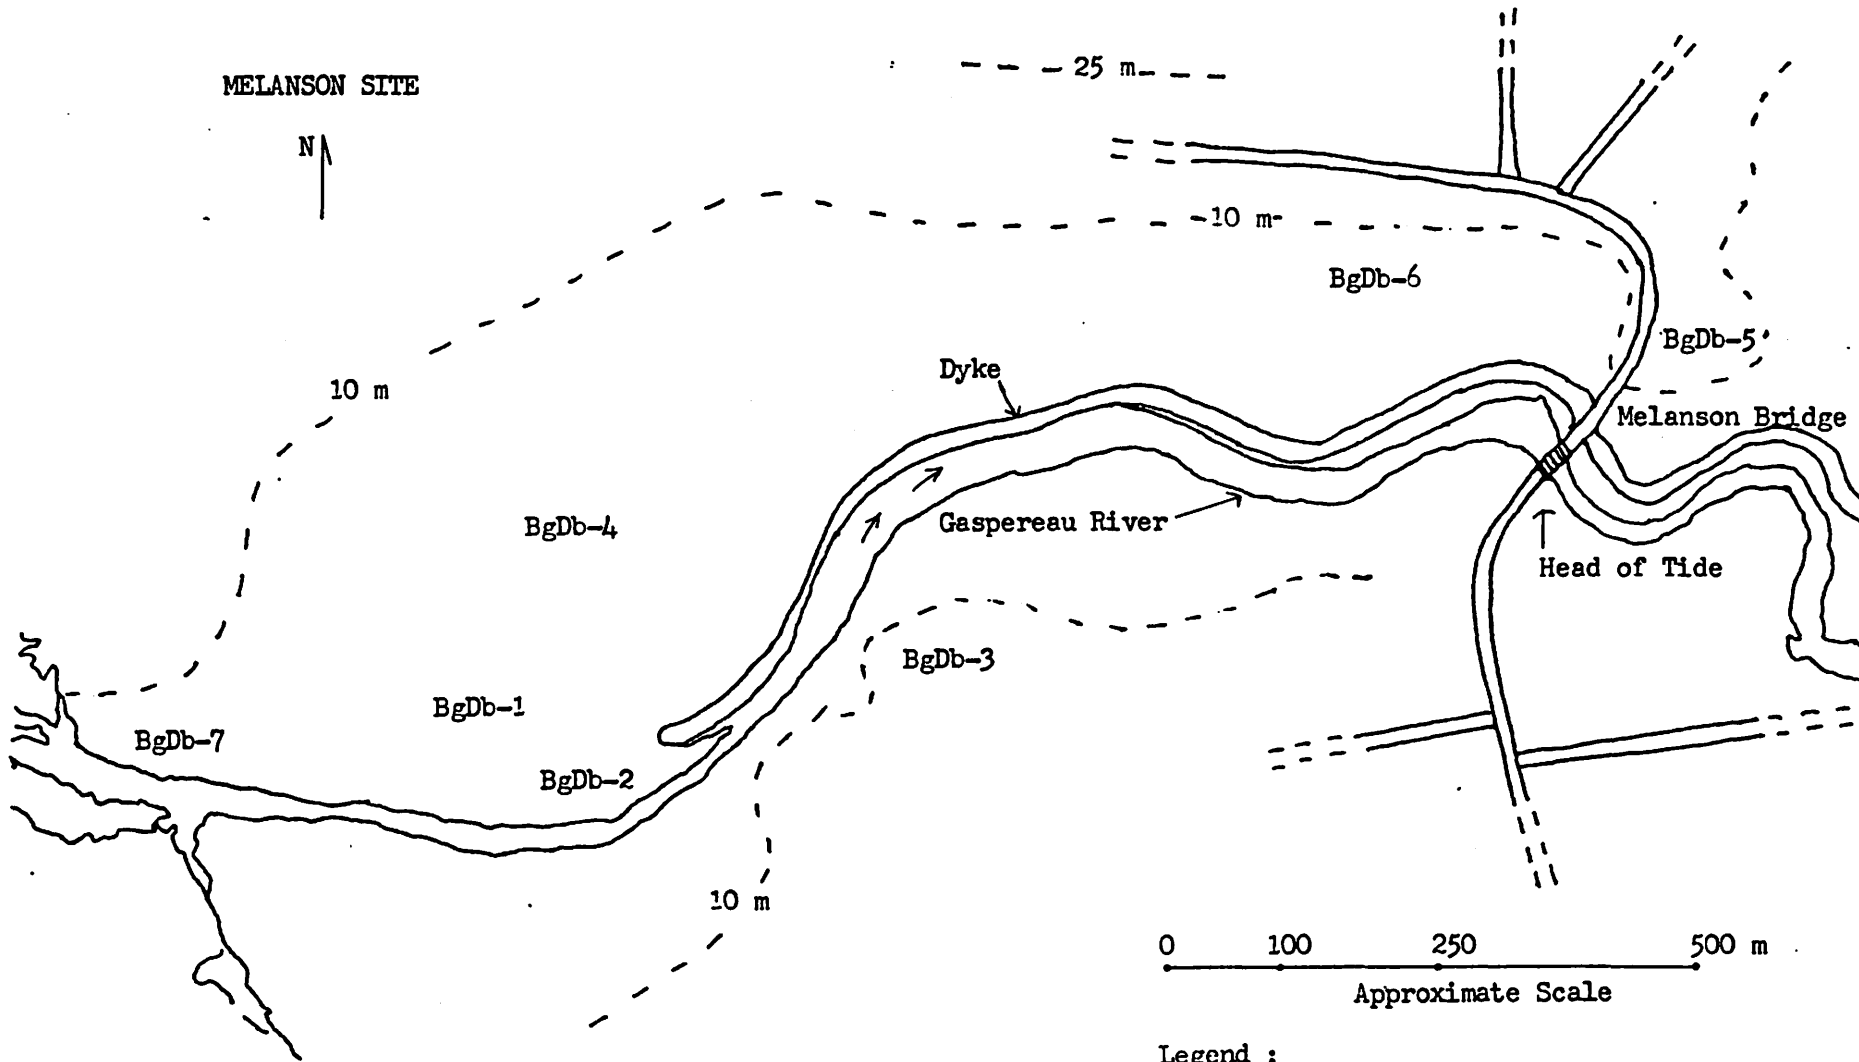 MELANSON SITE
N
25 m
10 m
BgDb-6
BgDb-5
Dyke
10 m
Melanson Bridge
BgDb-4
Gaspereau River
Head of Tide
BgDb-3
BgDb-1
BgDb-7
BgDb-2
10 m
0 100 250 500 m
Approximate Scale
Legend :